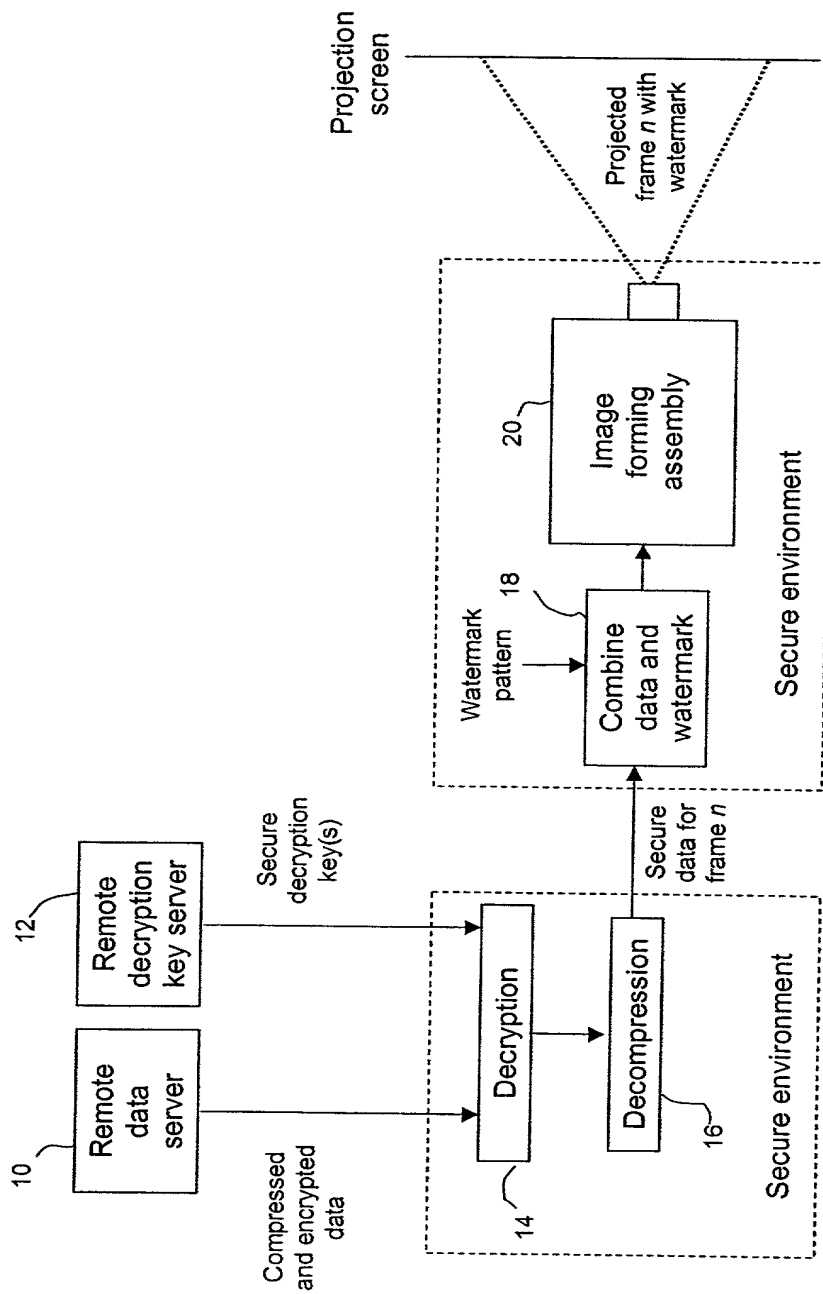 10
Remote
data
server
12
Remote
decryption
key server
Compressed
and encrypted
data
Secure
decryption
key(s)
14
Decryption
Decompression
16
Secure environment
Secure
data for
frame n
Watermark
pattern
18
Combine
data and
watermark
20
Image
forming
assembly
Secure environment
Projected
frame n with
watermark
Projection
screen